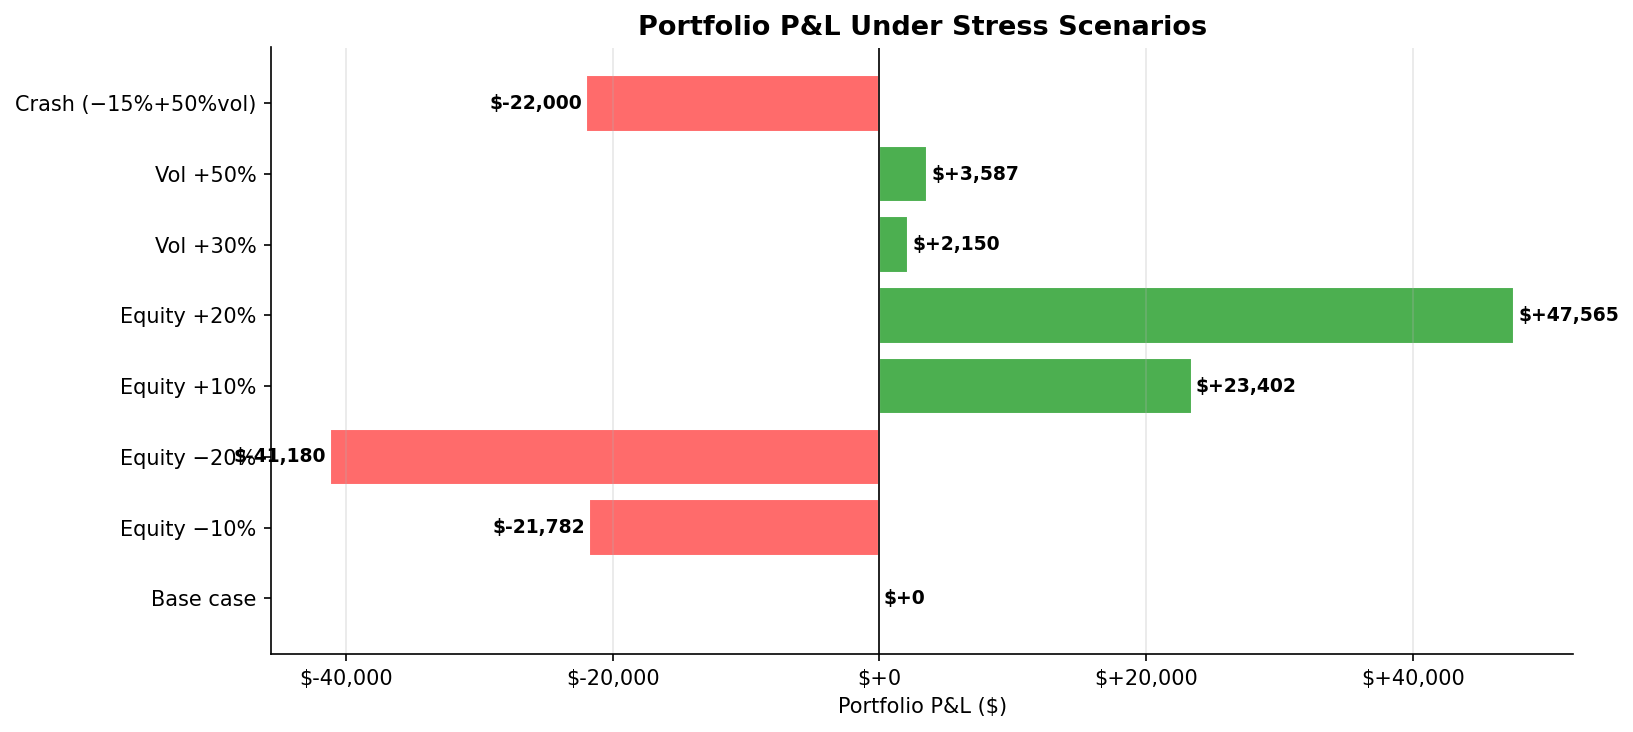 Portfolio P&L Under Stress Scenarios
Crash (−15%+50%vol)
$-22,000
Vol +50%
$+3,587
Vol +30%
$+2,150
Equity +20%
$+47,565
Equity +10%
$+23,402
Equity −20%
$-41,180
Equity −10%
$-21,782
Base case
$+0
$-40,000
$-20,000
$+0
$+20,000
$+40,000
Portfolio P&L ($)